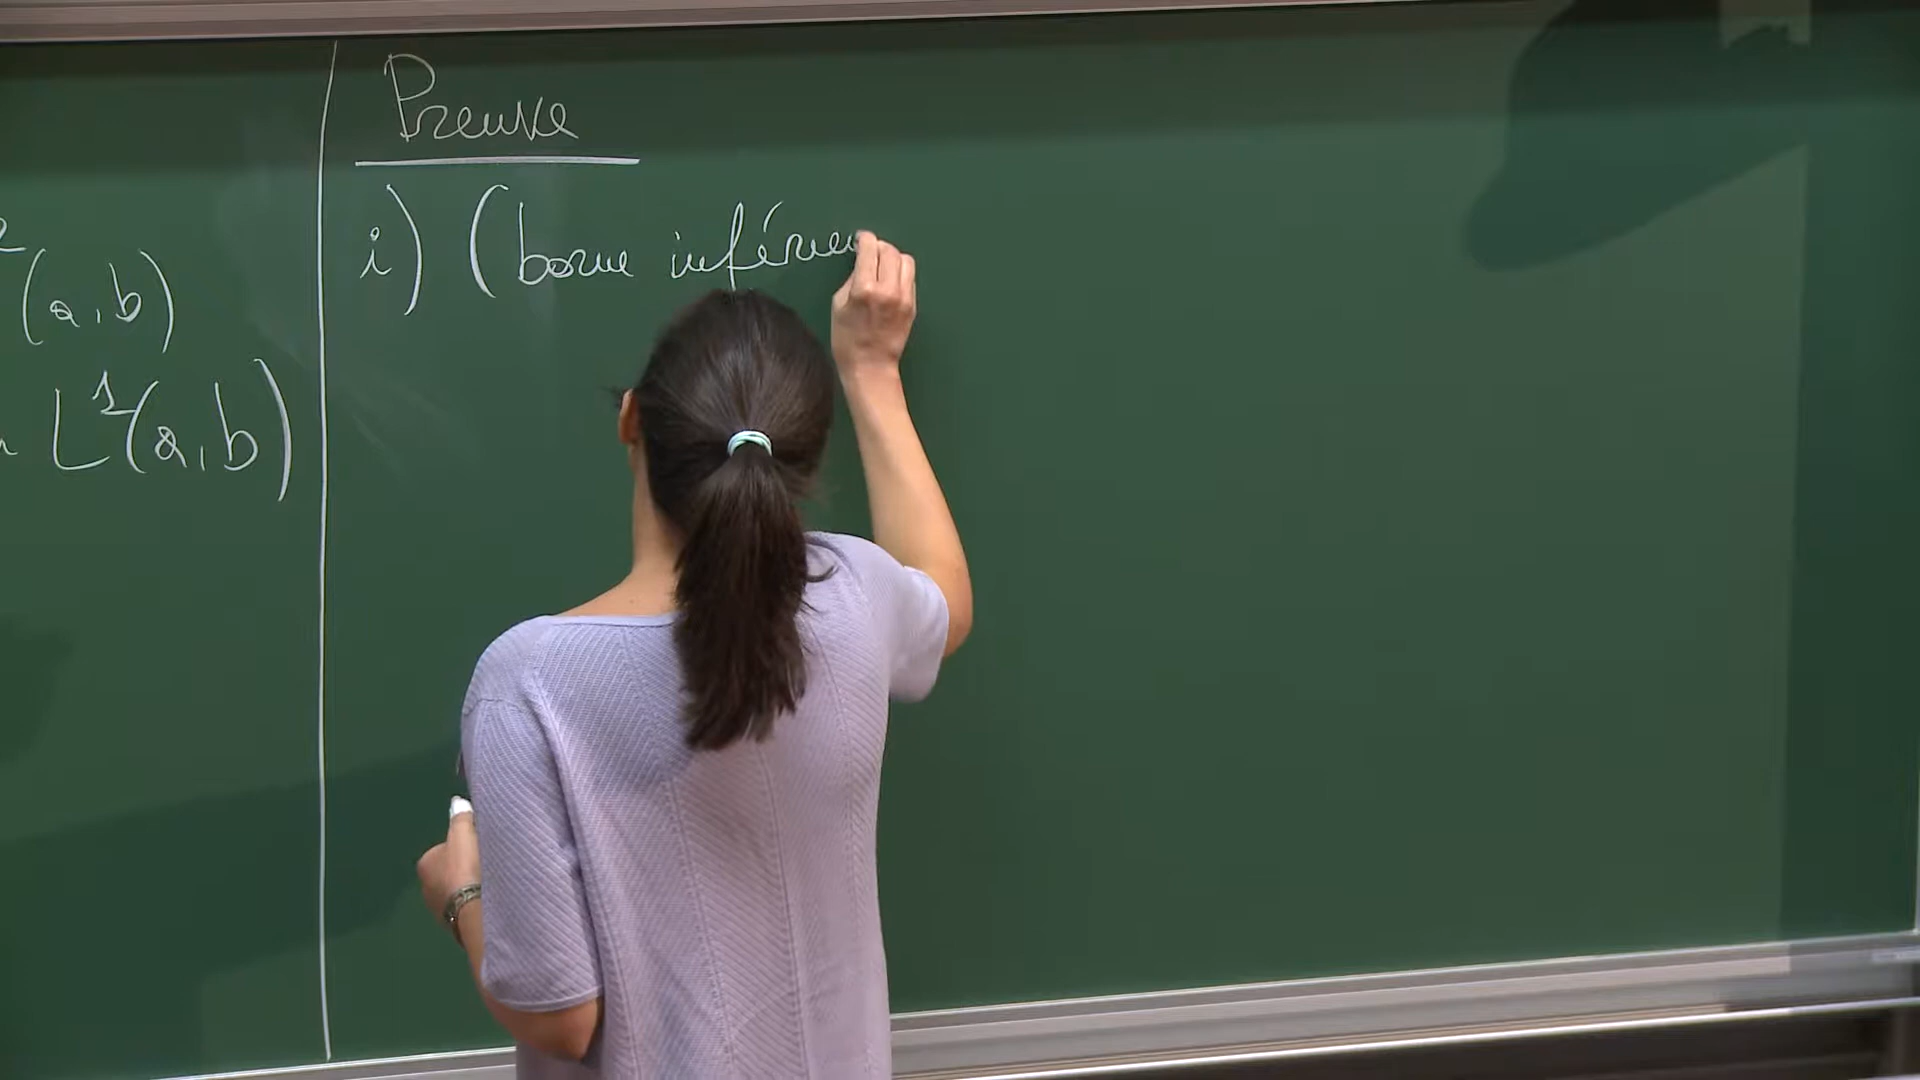 (a,b)
L¹(a,b)
Preuve
i) (borne inférieu